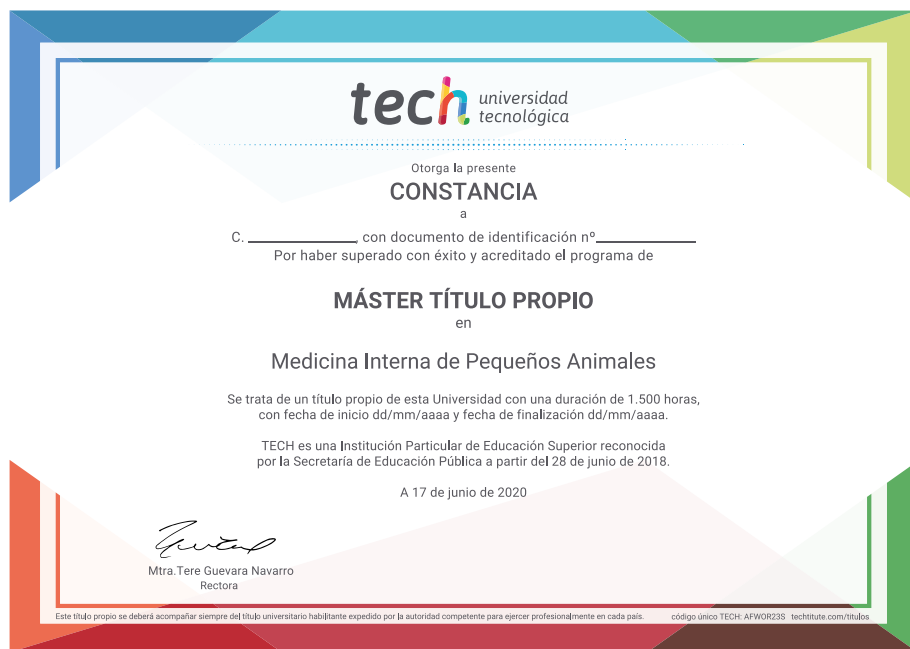 tech universidad
tecnológica
Otorga la presente
CONSTANCIA
a
C. ____________, con documento de identificación nº____________
Por haber superado con éxito y acreditado el programa de
MÁSTER TÍTULO PROPIO
en
Medicina Interna de Pequeños Animales
Se trata de un título propio de esta Universidad con una duración de 1.500 horas,
con fecha de inicio dd/mm/aaaa y fecha de finalización dd/mm/aaaa.
TECH es una Institución Particular de Educación Superior reconocida
por la Secretaría de Educación Pública a partir del 28 de junio de 2018.
A 17 de junio de 2020
Mtra.Tere Guevara Navarro
Rectora
Este título propio se deberá acompañar siempre del título universitario habilitante expedido por la autoridad competente para ejercer profesionalmente en cada país. código único TECH: AFWOR23S techtitute.com/titulos